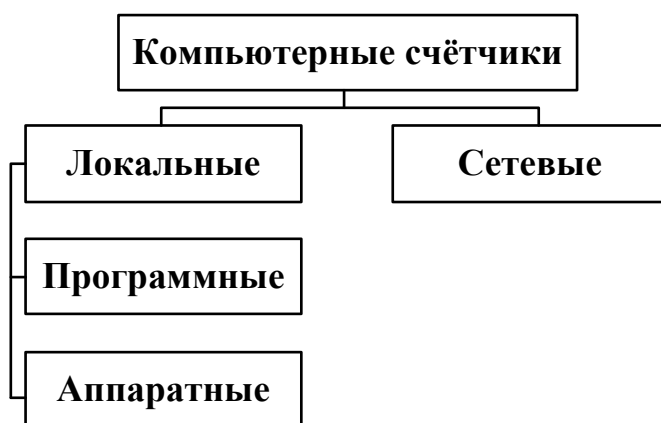 Компьютерные счётчики
Локальные
Сетевые
Программные
Аппаратные